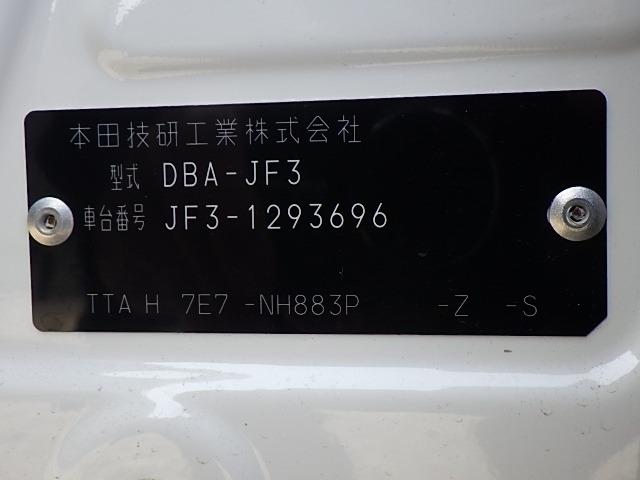 本田技研工業株式会社
型式 DBA-JF3
車台番号 JF3-1293696
TTA H 7E7 -NH883P -Z -S